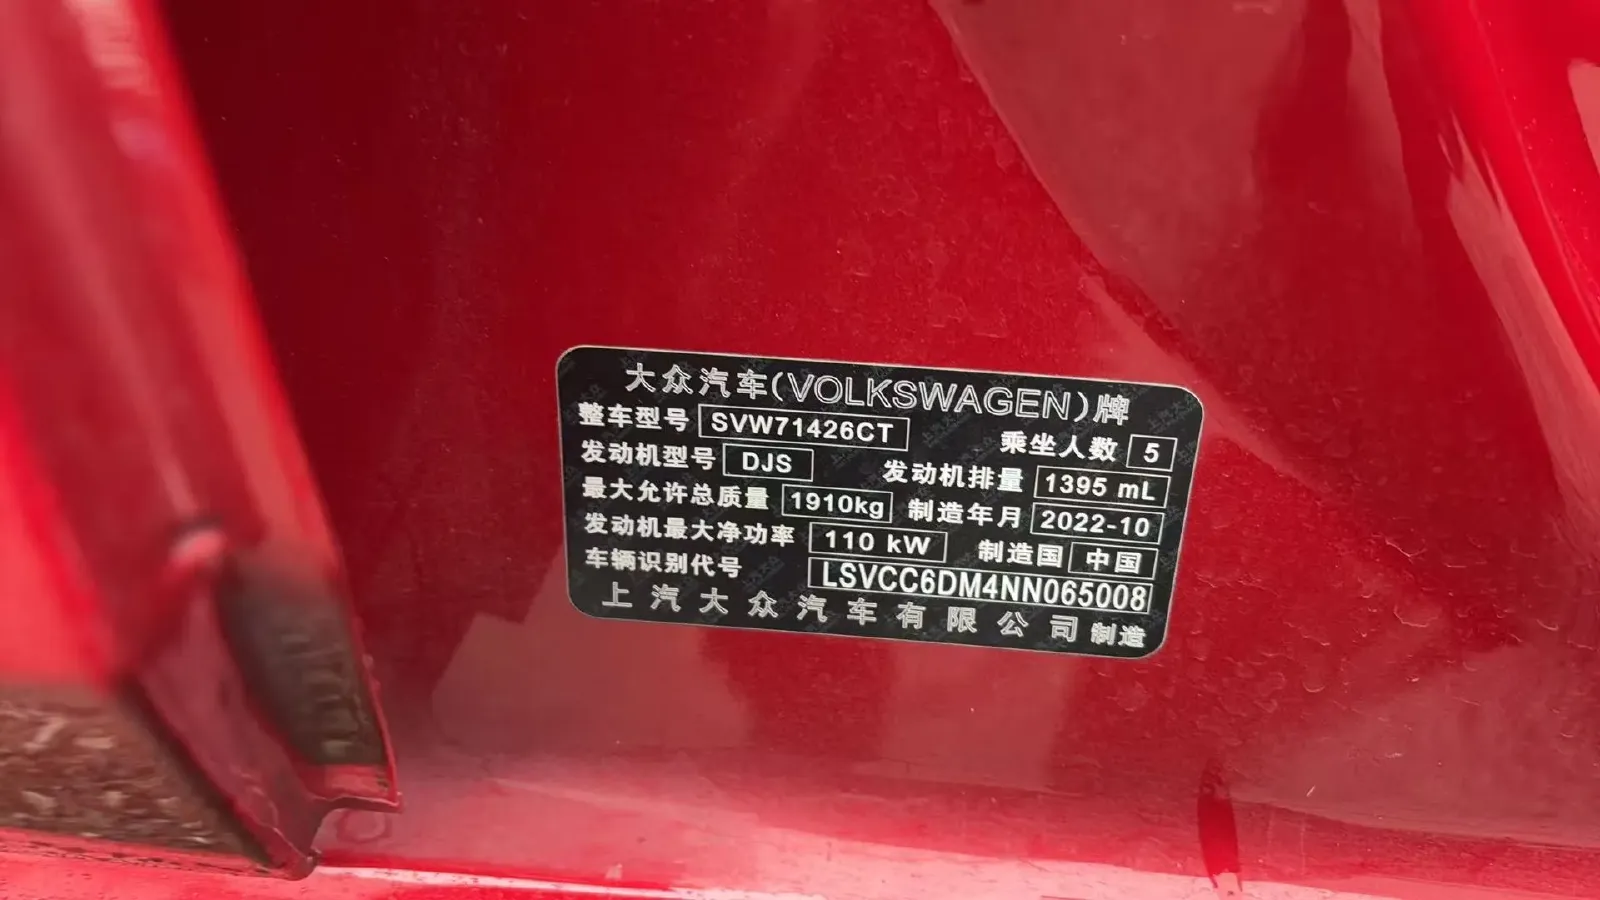 大众汽车(VOLKSWAGEN)牌
整车型号 SVW71426CT 乘坐人数 5
发动机型号 DJS 发动机排量 1395 mL
最大允许总质量 1910kg 制造年月 2022-10
发动机最大净功率 110 kW 制造国 中国
车辆识别代号 LSVCC6DM4NN065008
上汽大众汽车有限公司制造